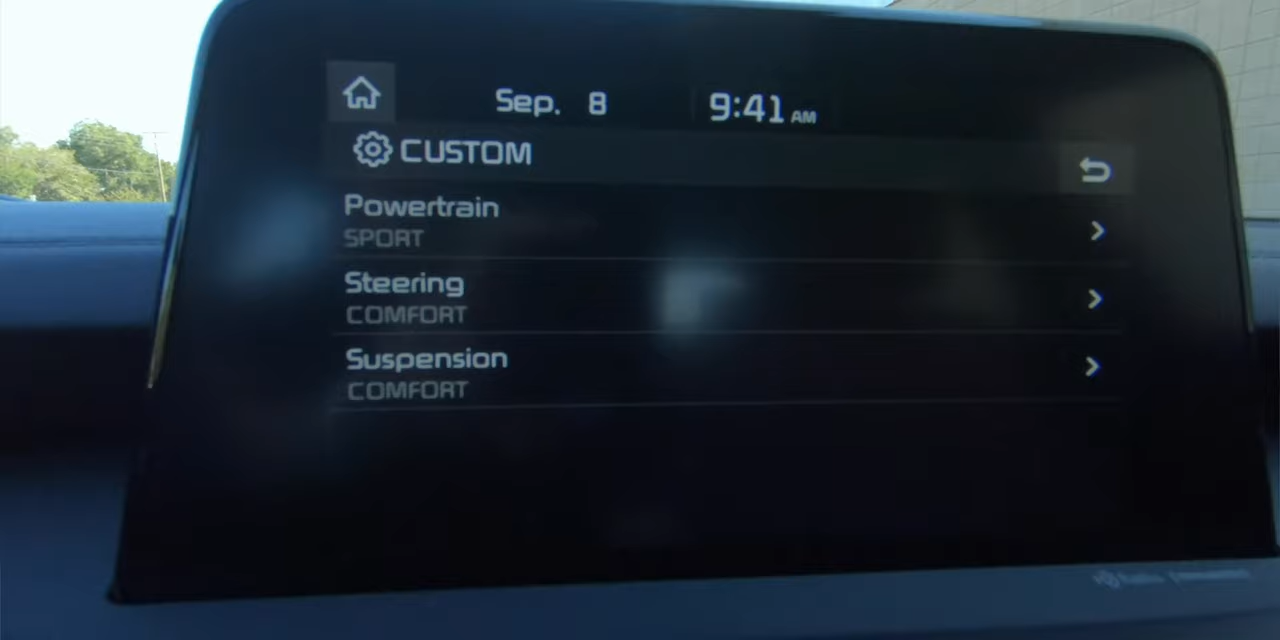 Sep. 8 9:41 AM
CUSTOM
Powertrain
SPORT
Steering
COMFORT
Suspension
COMFORT